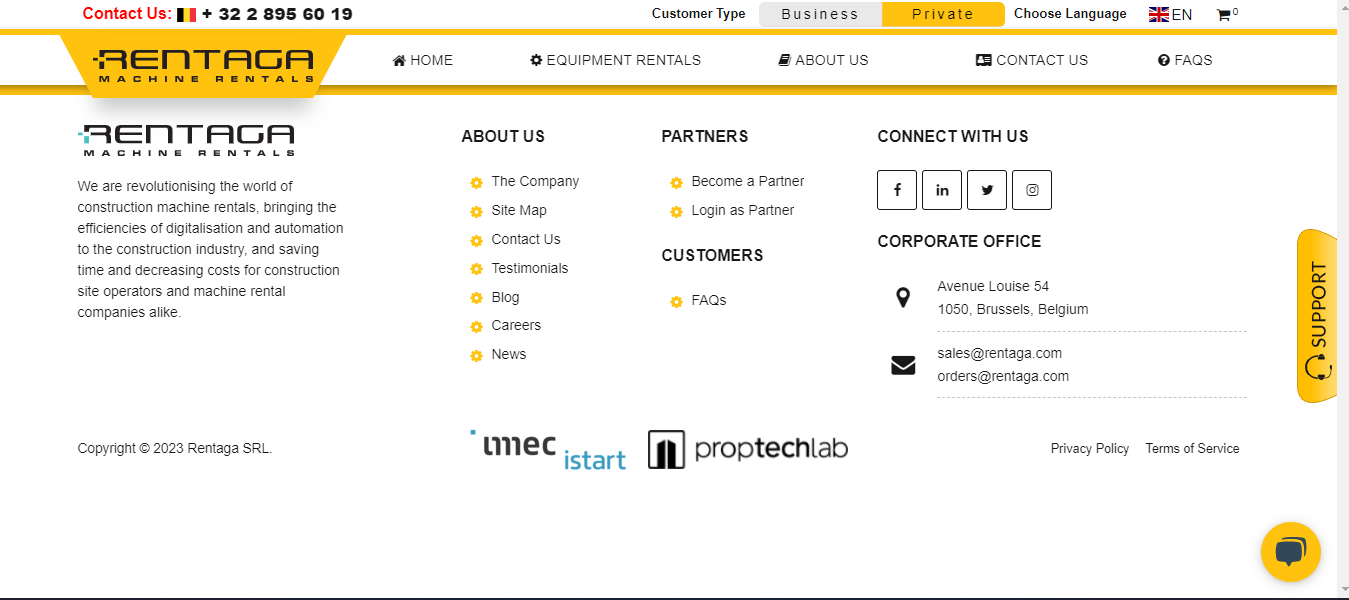 Contact Us: + 32 2 895 60 19
Customer Type Business Private Choose Language EN 0
RENTAGA
MACHINE RENTALS
HOME EQUIPMENT RENTALS ABOUT US CONTACT US FAQS
RENTAGA
MACHINE RENTALS
We are revolutionising the world of
construction machine rentals, bringing the
efficiencies of digitalisation and automation
to the construction industry, and saving
time and decreasing costs for construction
site operators and machine rental
companies alike.
ABOUT US
The Company
Site Map
Contact Us
Testimonials
Blog
Careers
News
PARTNERS
Become a Partner
Login as Partner
CUSTOMERS
FAQs
CONNECT WITH US
CORPORATE OFFICE
Avenue Louise 54
1050, Brussels, Belgium
sales@rentaga.com
orders@rentaga.com
SUPPORT
Copyright © 2023 Rentaga SRL.
imec
istart
proptechlab
Privacy Policy Terms of Service